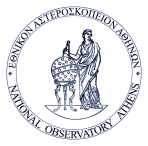 ΕΘΝΙΚΟΝ ΑΣΤΕΡΟΣΚΟΠΕΙΟΝ ΑΘΗΝΩΝ
NATIONAL OBSERVATORY ATHENS